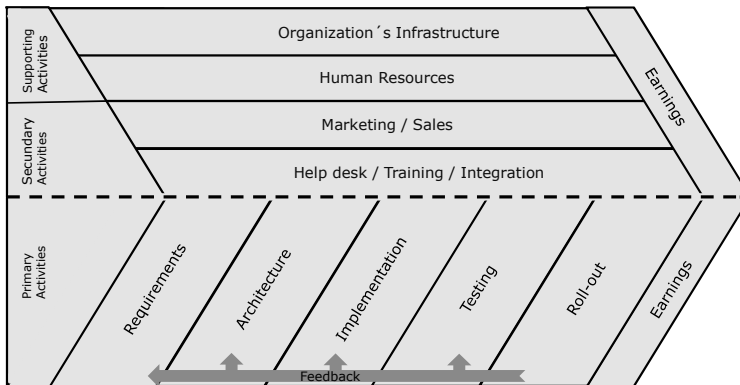 Supporting
Activities
Organization´s Infrastructure
Human Resources
Earnings
Secundary
Activities
Marketing / Sales
Help desk / Training / Integration
Primary
Activities
Requirements
Architecture
Implementation
Testing
Roll-out
Earnings
Feedback